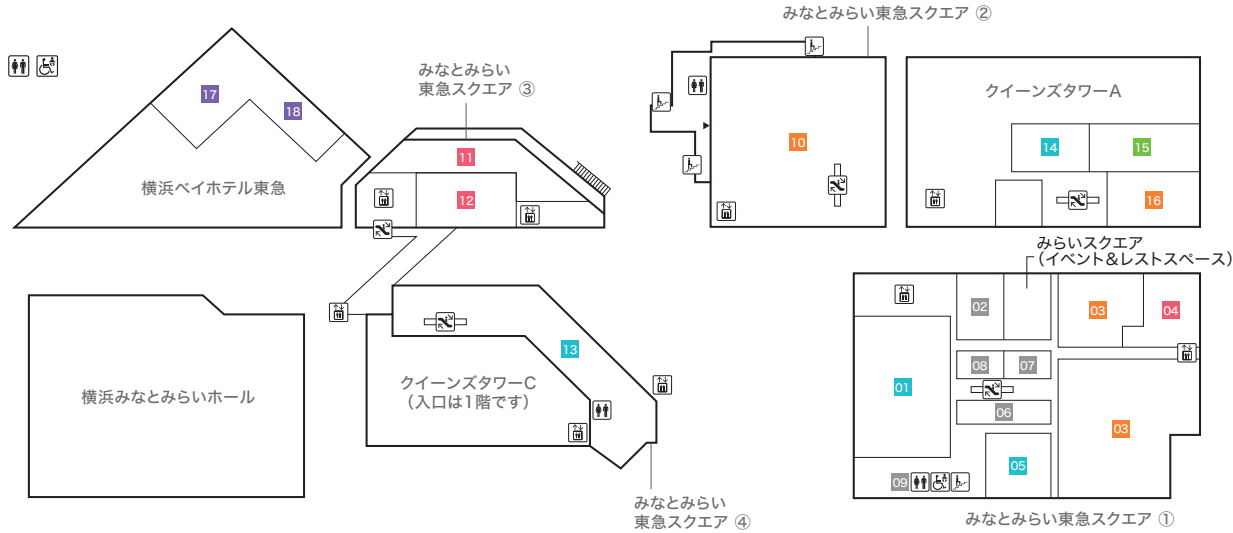 みなとみらい東急スクエア ②
みなとみらい
東急スクエア ③
17
18
横浜ベイホテル東急
11
12
10
クイーンズタワーA
14
15
16
みらいスクエア
（イベント&レストスペース）
横浜みなとみらいホール
13
クイーンズタワーC
（入口は1階です）
みなとみらい
東急スクエア ④
02
03
04
01
08
07
06
03
05
09
みなとみらい東急スクエア ①